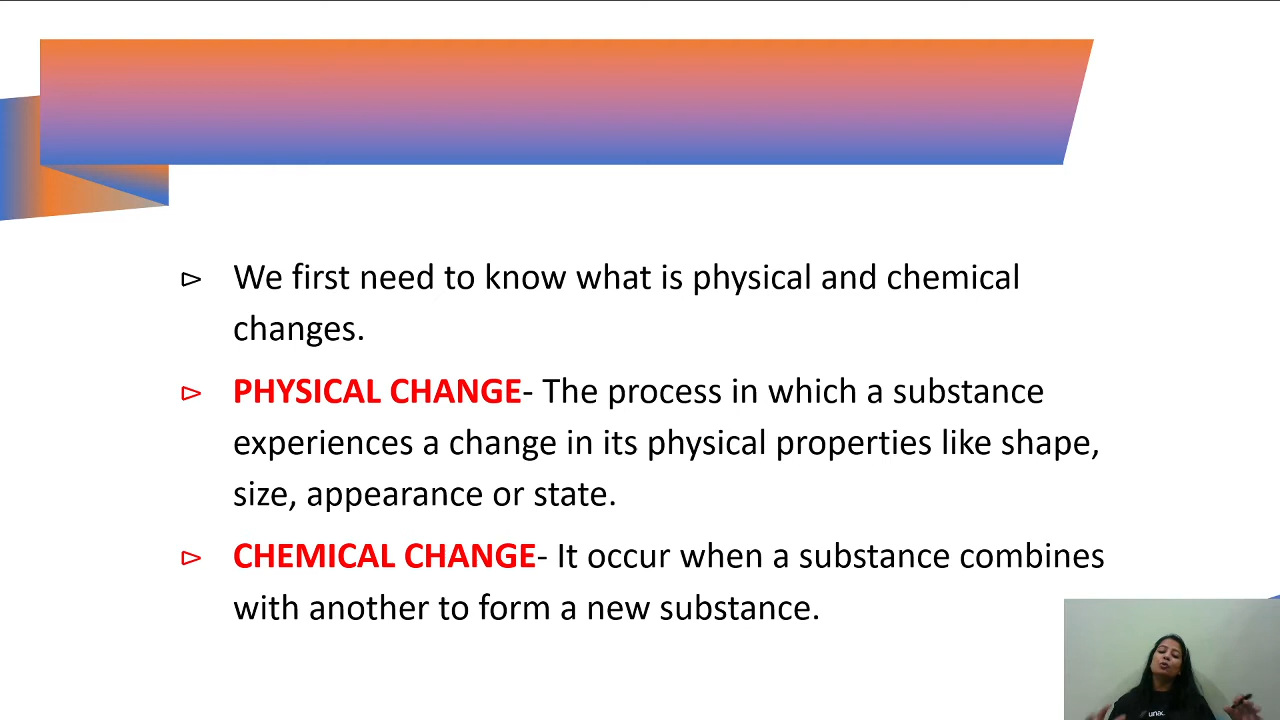 We first need to know what is physical and chemical
changes.
PHYSICAL CHANGE- The process in which a substance
experiences a change in its physical properties like shape,
size, appearance or state.
CHEMICAL CHANGE- It occur when a substance combines
with another to form a new substance.